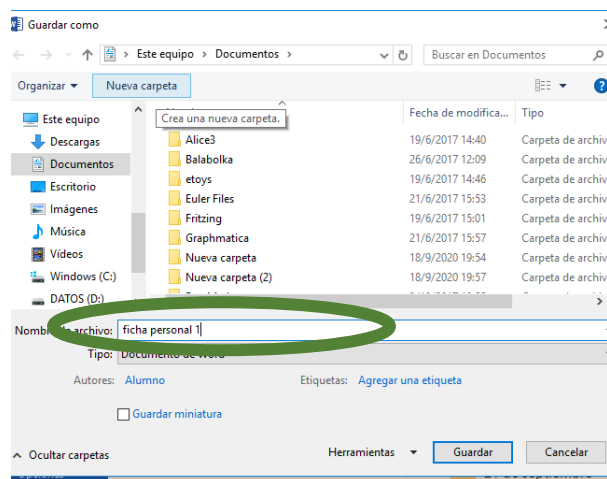 Guardar como
Este equipo > Documentos >
Buscar en Documentos
Organizar
Nueva carpeta
Fecha de modifica...
Tipo
Crea una nueva carpeta.
Este equipo
Descargas
Documentos
Escritorio
Imágenes
Música
Vídeos
Windows (C:)
DATOS (D:)
Alice3 19/6/2017 14:40 Carpeta de archiv
Balabolka 26/6/2017 12:09 Carpeta de archiv
etoys 19/6/2017 14:46 Carpeta de archiv
Euler Files 21/6/2017 15:53 Carpeta de archiv
Fritzing 19/6/2017 15:01 Carpeta de archiv
Graphmatica 21/6/2017 15:57 Carpeta de archiv
Nueva carpeta 18/9/2020 19:54 Carpeta de archiv
Nueva carpeta (2) 18/9/2020 19:57 Carpeta de archiv
archivo: ficha personal 1
Tipo: Documento de Word
Autores: Alumno
Etiquetas: Agregar una etiqueta
Guardar miniatura
Ocultar carpetas
Herramientas
Guardar
Cancelar